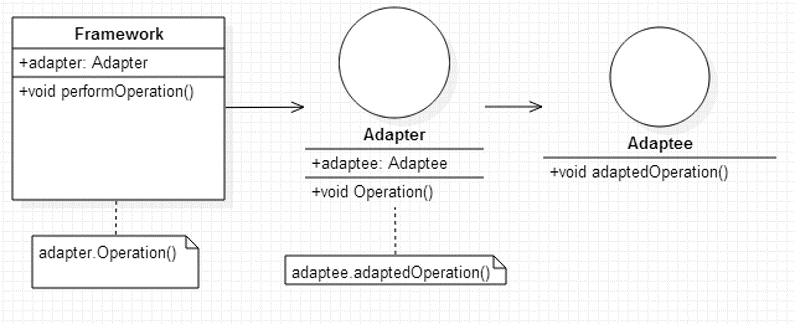 Framework
+adapter: Adapter
+void performOperation()
adapter.Operation()
Adapter
+adaptee: Adaptee
+void Operation()
adaptee.adaptedOperation()
Adaptee
+void adaptedOperation()